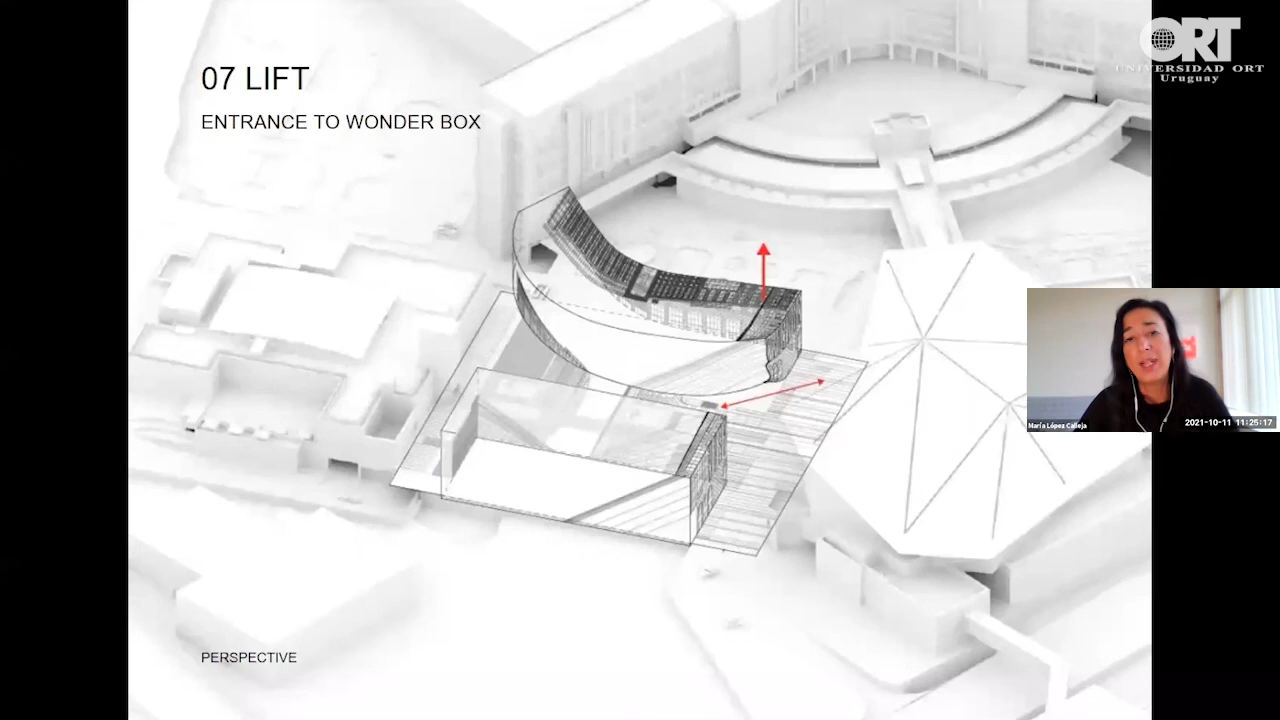 07 LIFT
ENTRANCE TO WONDER BOX
ORT
UNIVERSIDAD ORT
Uruguay
María López Calleja
2021-10-11 11:25:17
PERSPECTIVE